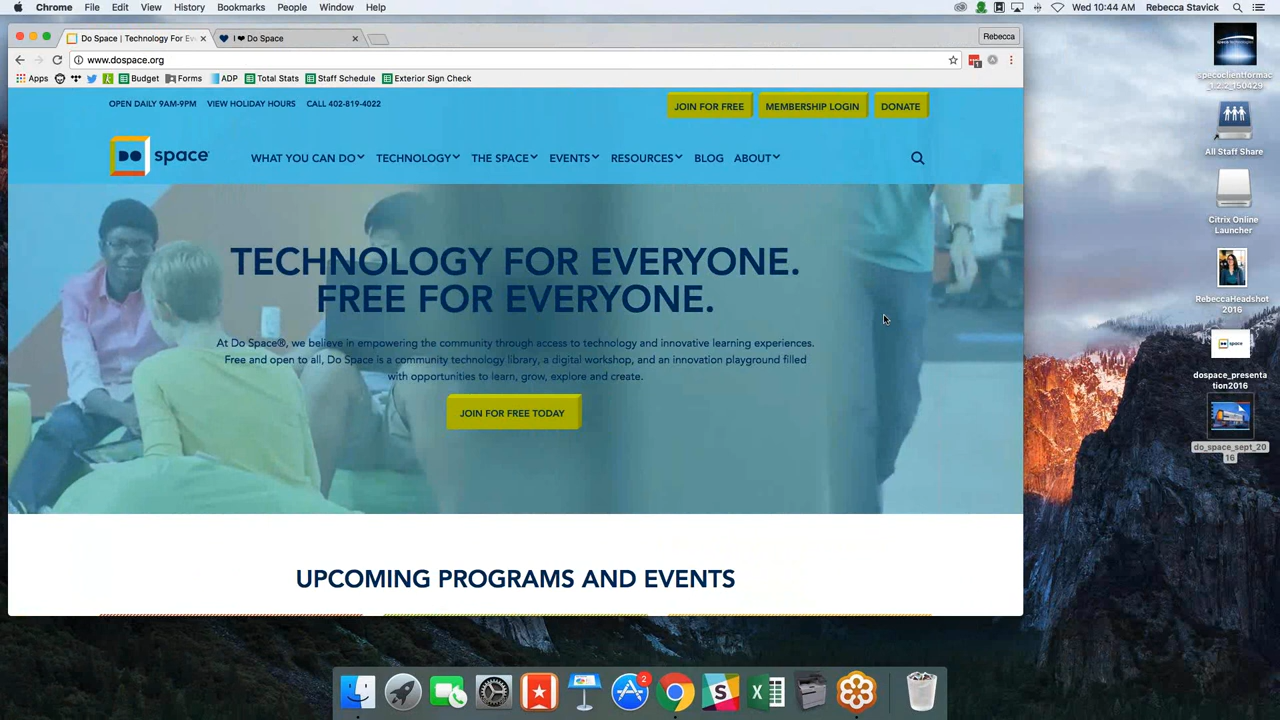 Chrome File Edit View History Bookmarks People Window Help
Wed 10:44 AM Rebecca Stavick
Do Space | Technology For Ev
I ❤ Do Space
Rebecca
www.dospace.org
Apps Budget Forms ADP Total Stats Staff Schedule Exterior Sign Check
OPEN DAILY 9AM-9PM VIEW HOLIDAY HOURS CALL 402-819-4022
JOIN FOR FREE MEMBERSHIP LOGIN DONATE
DO space
WHAT YOU CAN DO TECHNOLOGY THE SPACE EVENTS RESOURCES BLOG ABOUT
TECHNOLOGY FOR EVERYONE.
FREE FOR EVERYONE.
At Do Space®, we believe in empowering the community through access to technology and innovative learning experiences.
Free and open to all, Do Space is a community technology library, a digital workshop, and an innovation playground filled
with opportunities to learn, grow, explore and create.
JOIN FOR FREE TODAY
UPCOMING PROGRAMS AND EVENTS
specoclientformac
_1.2.2_150429
All Staff Share
Citrix Online
Launcher
RebeccaHeadshot
2016
DO space
dospace_presenta
tion2016
do_space_sept_20
16
2